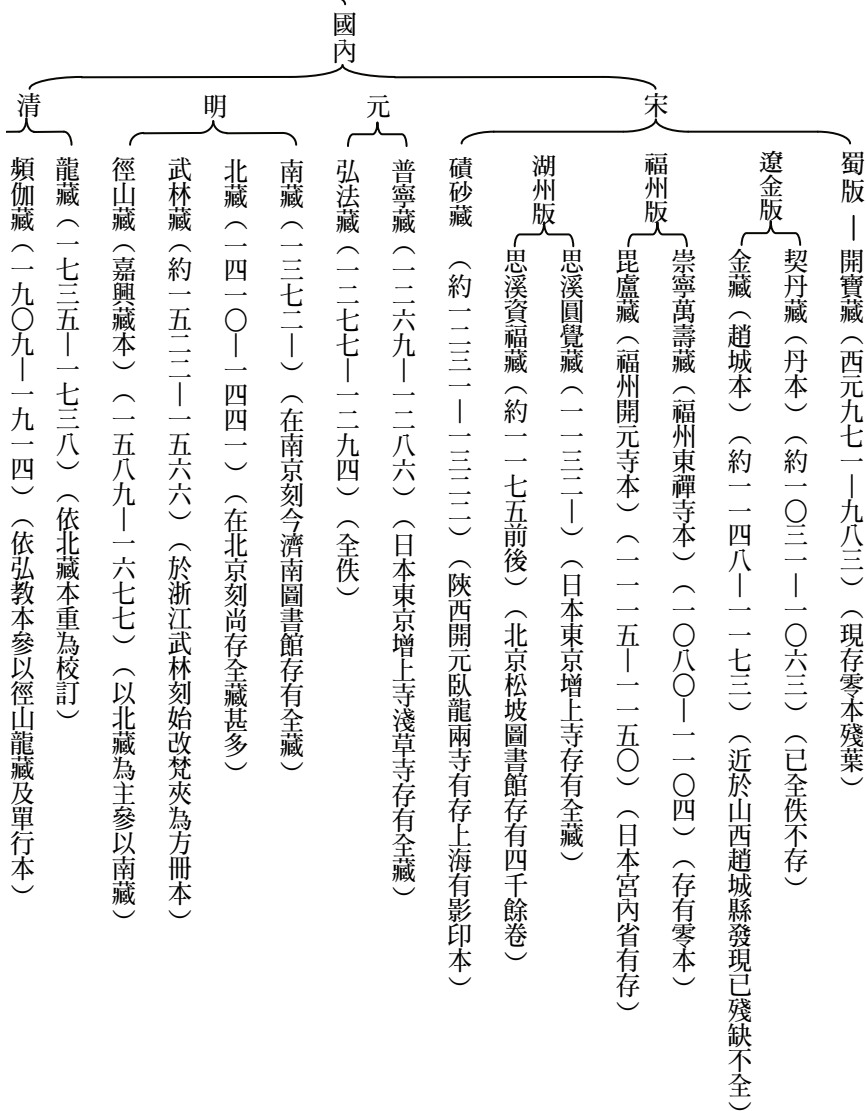 國內
宋
蜀版 — 開寶藏（西元九七一—九八三）（現存零本殘葉）
遼金版
契丹藏（丹本）（約一〇三一—一〇六三）（已全佚不存）
金藏（趙城本）（約一一四八—一一七三）（近於山西趙城縣發現已殘缺不全）
福州版
崇寧萬壽藏（福州東禪寺本）（一〇八〇—一一〇四）（存有零本）
毘盧藏（福州開元寺本）（一一一五—一一五〇）（日本宮內省有存）
湖州版
思溪圓覺藏（一一三二—）（日本東京增上寺存有全藏）
思溪資福藏（約一一七五前後）（北京松坡圖書館存有四千餘卷）
磧砂藏（約一二三一—一三二二）（陝西開元臥龍兩寺有存上海有影印本）
元
普寧藏（一二六九—一二八六）（日本東京增上寺淺草寺存有全藏）
弘法藏（一二七七—一二九四）（全佚）
明
南藏（一三七二—）（在南京刻今濟南圖書館存有全藏）
北藏（一四一〇—一四四一）（在北京刻尚存全藏甚多）
武林藏（約一五二二—一五六六）（於浙江武林刻始改梵夾為方冊本）
徑山藏（嘉興藏本）（一五八九—一六七七）（以北藏為主參以南藏）
清
龍藏（一七三五—一七三八）（依北藏本重為校訂）
頻伽藏（一九〇九—一九一四）（依弘教本參以徑山龍藏及單行本）